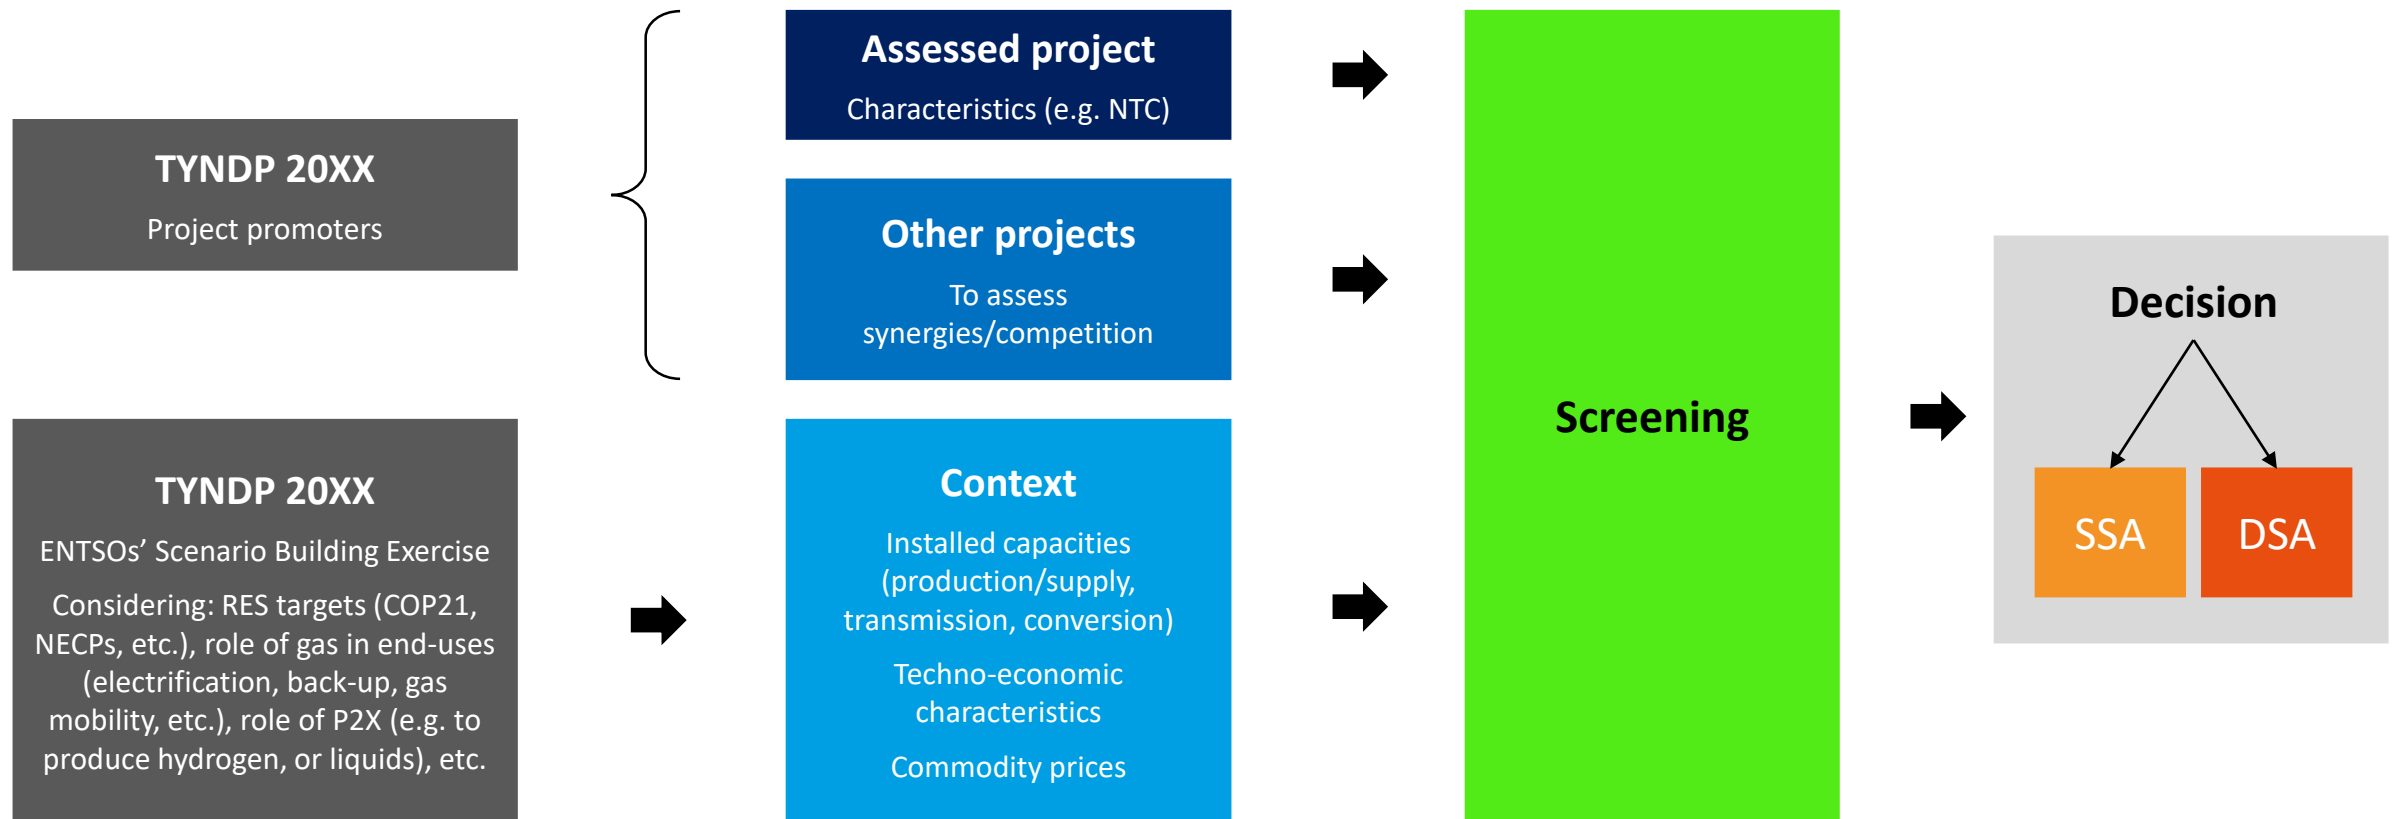 TYNDP 20XX
Project promoters
TYNDP 20XX
ENTSOs’ Scenario Building Exercise
Considering: RES targets (COP21,
NECPs, etc.), role of gas in end-uses
(electrification, back-up, gas
mobility, etc.), role of P2X (e.g. to
produce hydrogen, or liquids), etc.
Assessed project
Characteristics (e.g. NTC)
Other projects
To assess
synergies/competition
Context
Installed capacities
(production/supply,
transmission, conversion)
Techno-economic
characteristics
Commodity prices
Screening
Decision
SSA
DSA